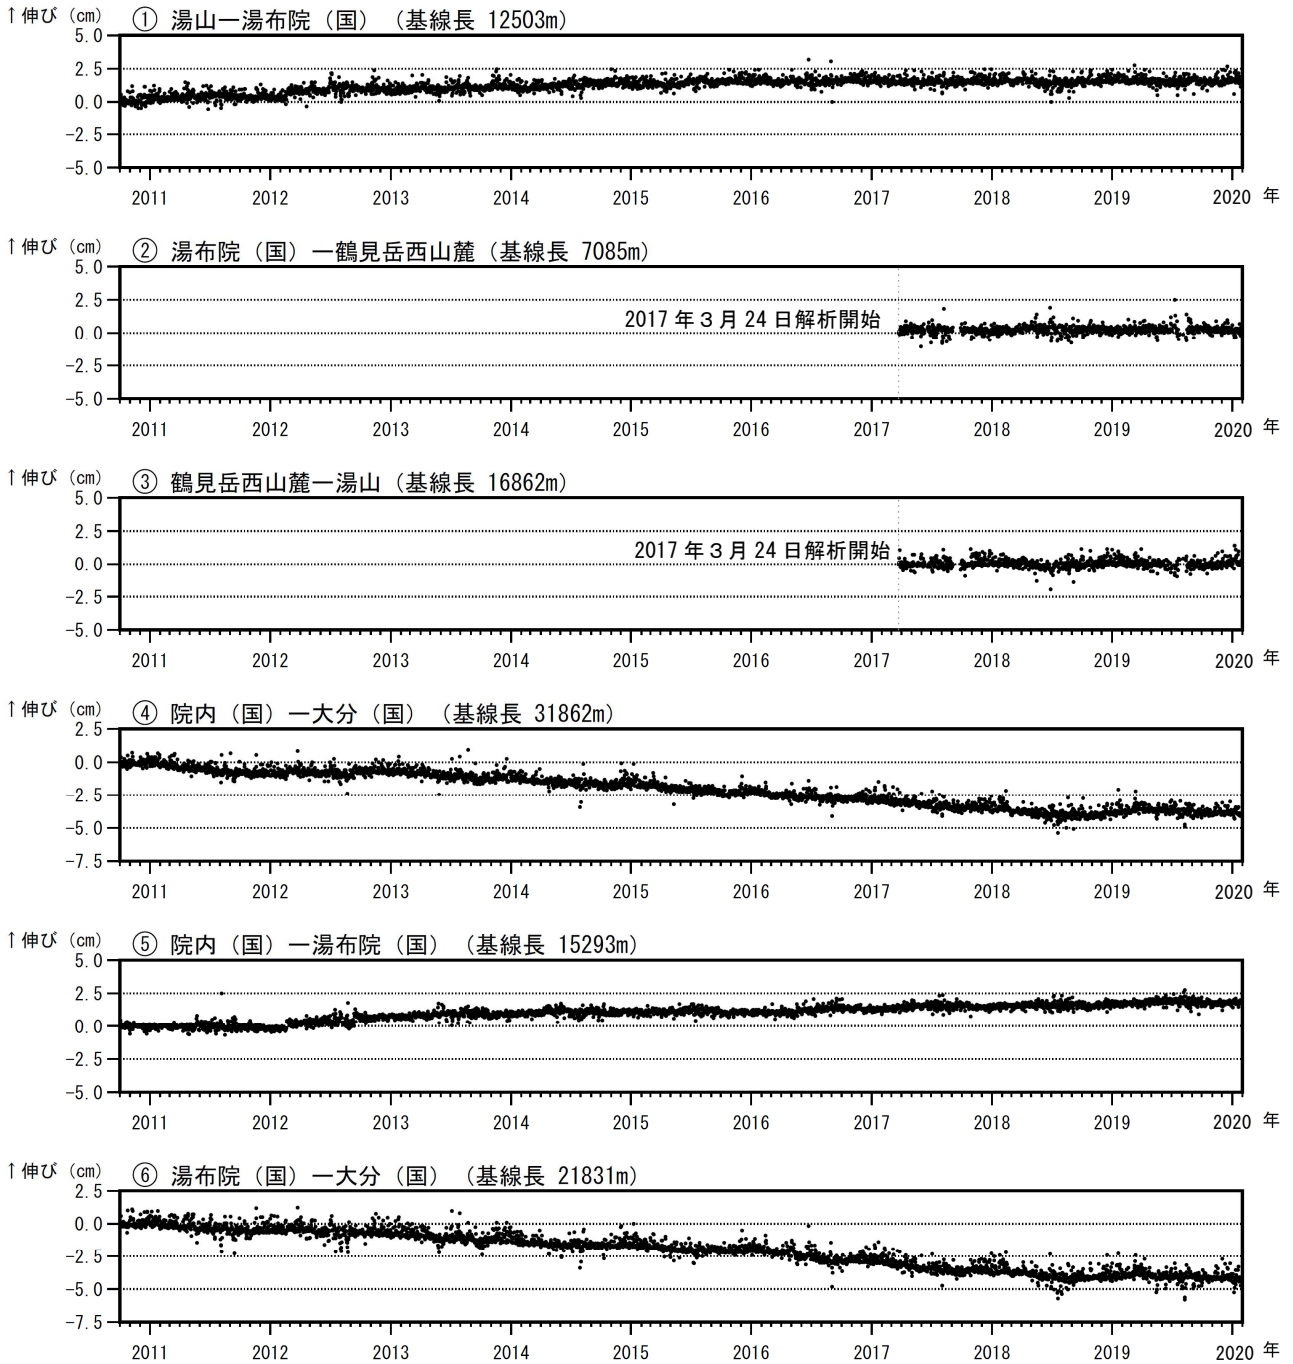 ↑伸び (cm) ① 湯山―湯布院（国）（基線長 12503m）
5.0
2.5
0.0
−2.5
−5.0
2011 2012 2013 2014 2015 2016 2017 2018 2019 2020 年
↑伸び (cm) ② 湯布院（国）―鶴見岳西山麓（基線長 7085m）
5.0
2.5
2017 年３月 24 日解析開始
0.0
−2.5
−5.0
2011 2012 2013 2014 2015 2016 2017 2018 2019 2020 年
↑伸び (cm) ③ 鶴見岳西山麓―湯山（基線長 16862m）
5.0
2.5
2017 年３月 24 日解析開始
0.0
−2.5
−5.0
2011 2012 2013 2014 2015 2016 2017 2018 2019 2020 年
↑伸び (cm) ④ 院内（国）―大分（国）（基線長 31862m）
2.5
0.0
−2.5
−5.0
−7.5
2011 2012 2013 2014 2015 2016 2017 2018 2019 2020 年
↑伸び (cm) ⑤ 院内（国）―湯布院（国）（基線長 15293m）
5.0
2.5
0.0
−2.5
−5.0
2011 2012 2013 2014 2015 2016 2017 2018 2019 2020 年
↑伸び (cm) ⑥ 湯布院（国）―大分（国）（基線長 21831m）
2.5
0.0
−2.5
−5.0
−7.5
2011 2012 2013 2014 2015 2016 2017 2018 2019 2020 年